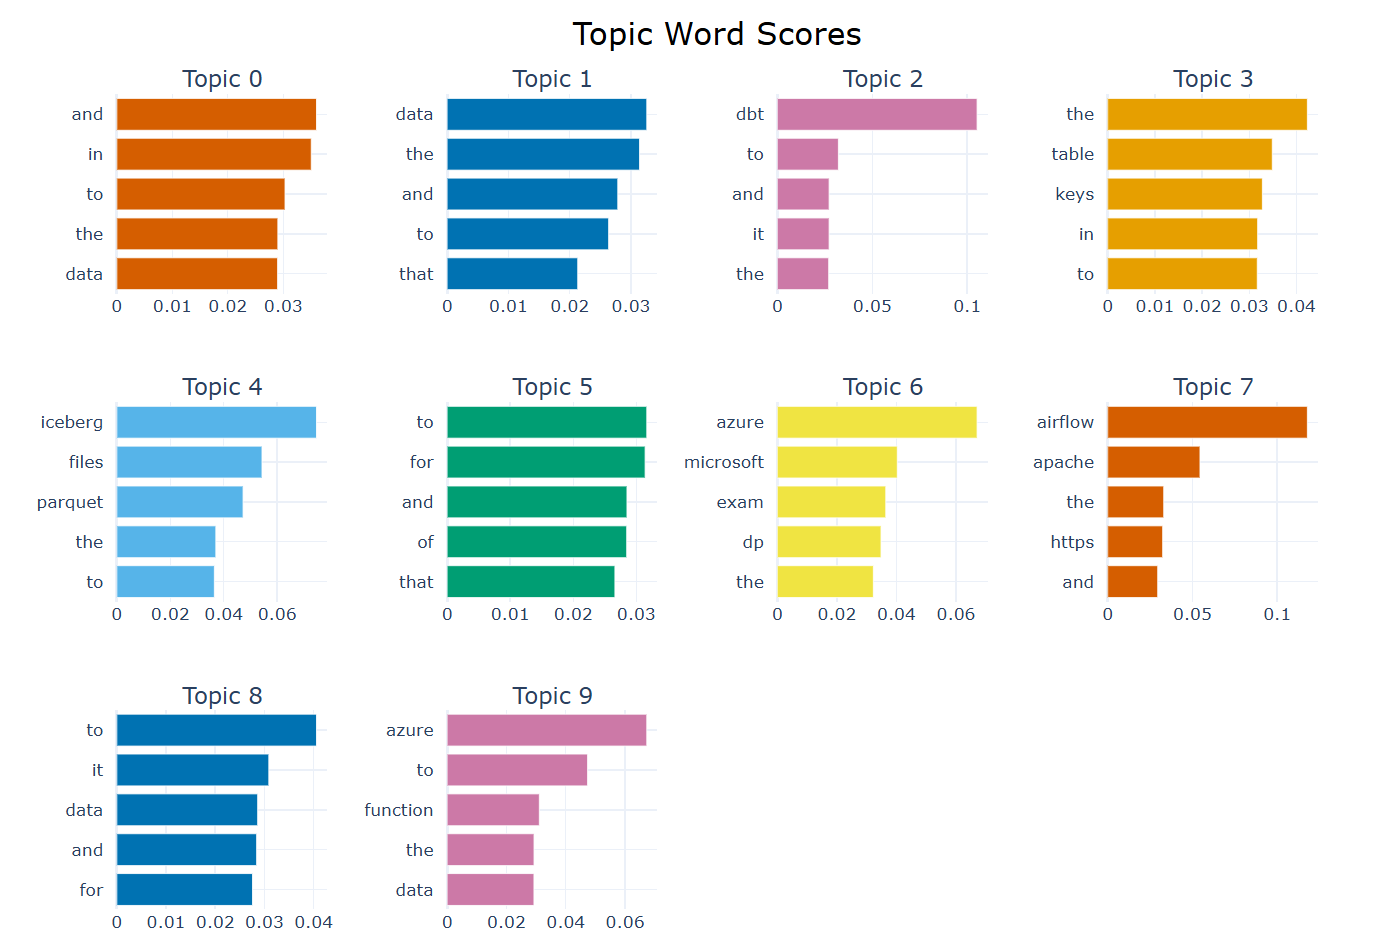 Topic Word Scores
Topic 0
and
in
to
the
data
0 0.01 0.02 0.03
Topic 1
data
the
and
to
that
0 0.01 0.02 0.03
Topic 2
dbt
to
and
it
the
0 0.05 0.1
Topic 3
the
table
keys
in
to
0 0.01 0.02 0.03 0.04
Topic 4
iceberg
files
parquet
the
to
0 0.02 0.04 0.06
Topic 5
to
for
and
of
that
0 0.01 0.02 0.03
Topic 6
azure
microsoft
exam
dp
the
0 0.02 0.04 0.06
Topic 7
airflow
apache
the
https
and
0 0.05 0.1
Topic 8
to
it
data
and
for
0 0.01 0.02 0.03 0.04
Topic 9
azure
to
function
the
data
0 0.02 0.04 0.06